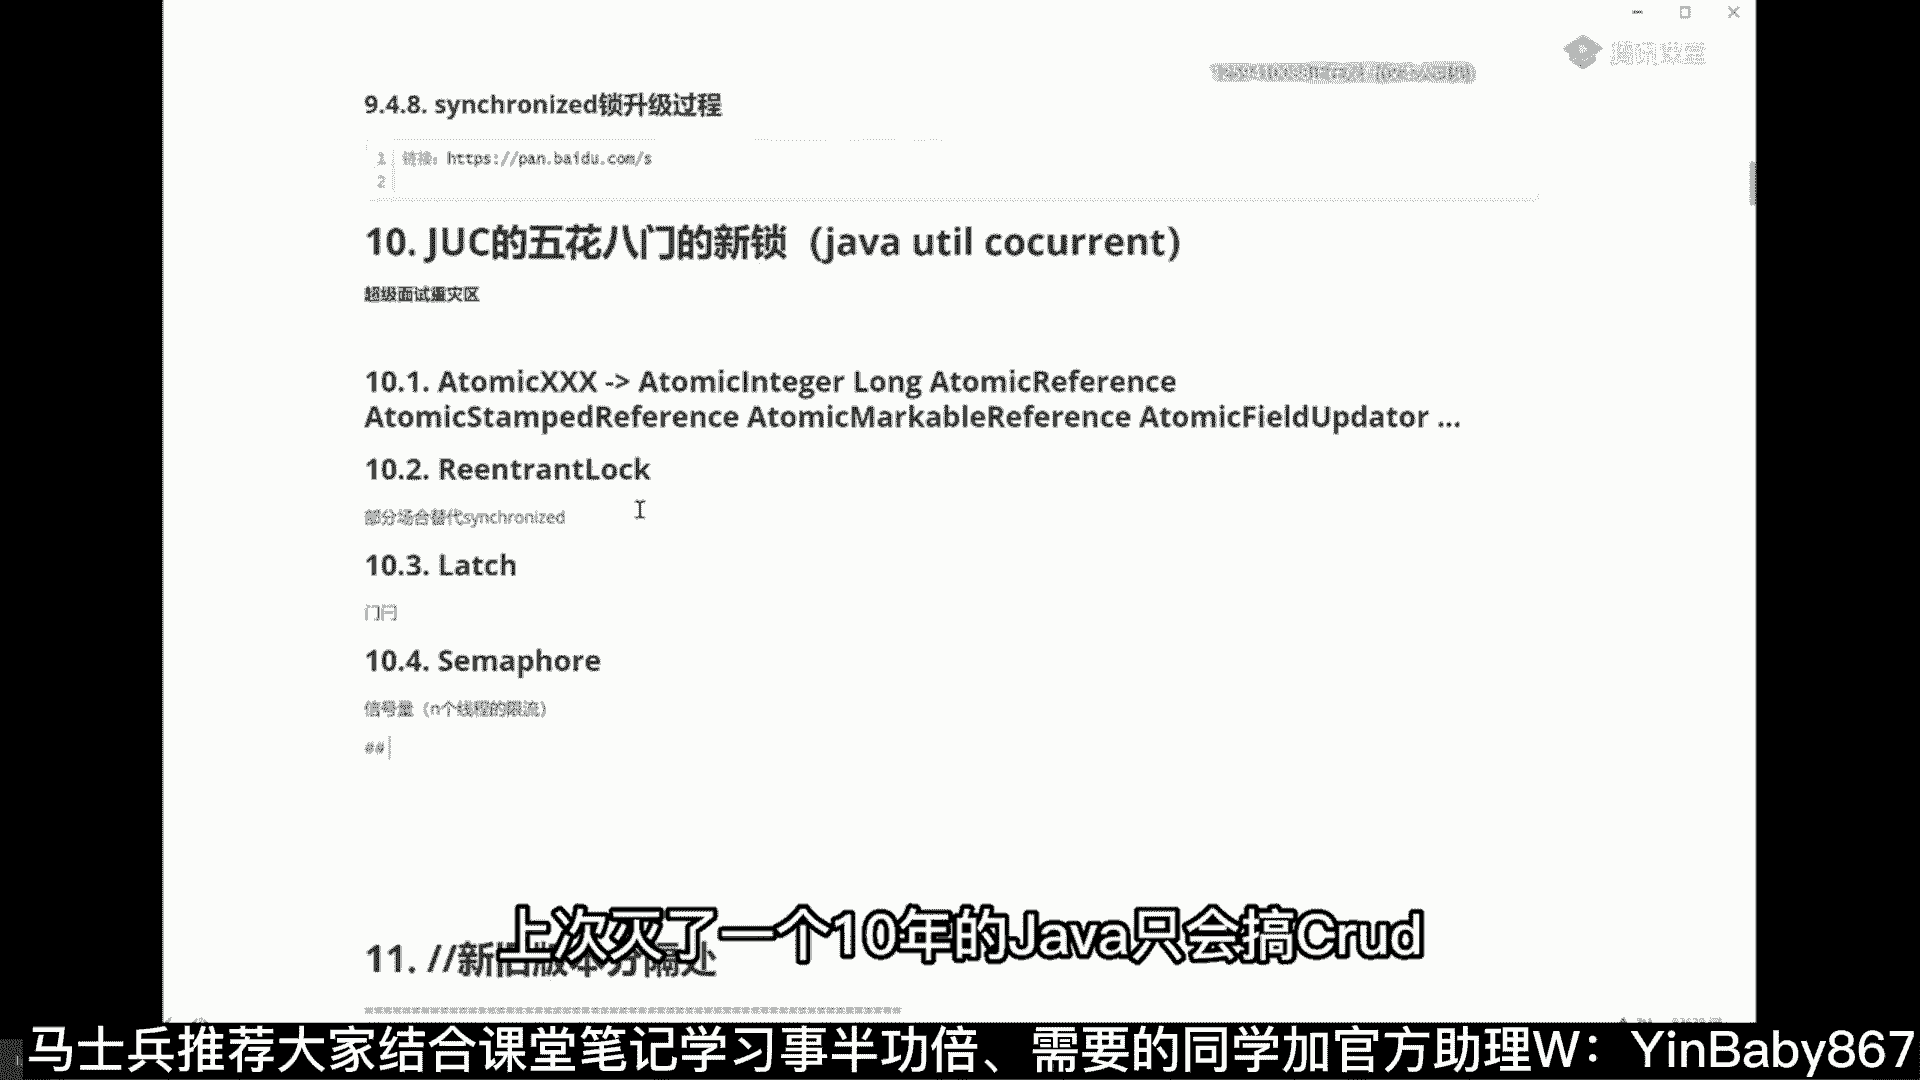 腾讯课堂
9.4.8. synchronized锁升级过程
1 链接：https://pan.baidu.com/s
2
10. JUC的五花八门的新锁（java util cocurrent）
超级面试重灾区
10.1. AtomicXXX -> AtomicInteger Long AtomicReference
AtomicStampedReference AtomicMarkableReference AtomicFieldUpdator ...
10.2. ReentrantLock
部分场合替代synchronized
10.3. Latch
门闩
10.4. Semaphore
信号量（n个线程的限流）
##
上次灭了一个10年的Java只会搞Crud
11. //新旧版本分隔处
马士兵推荐大家结合课堂笔记学习事半功倍、需要的同学加官方助理W：YinBaby867